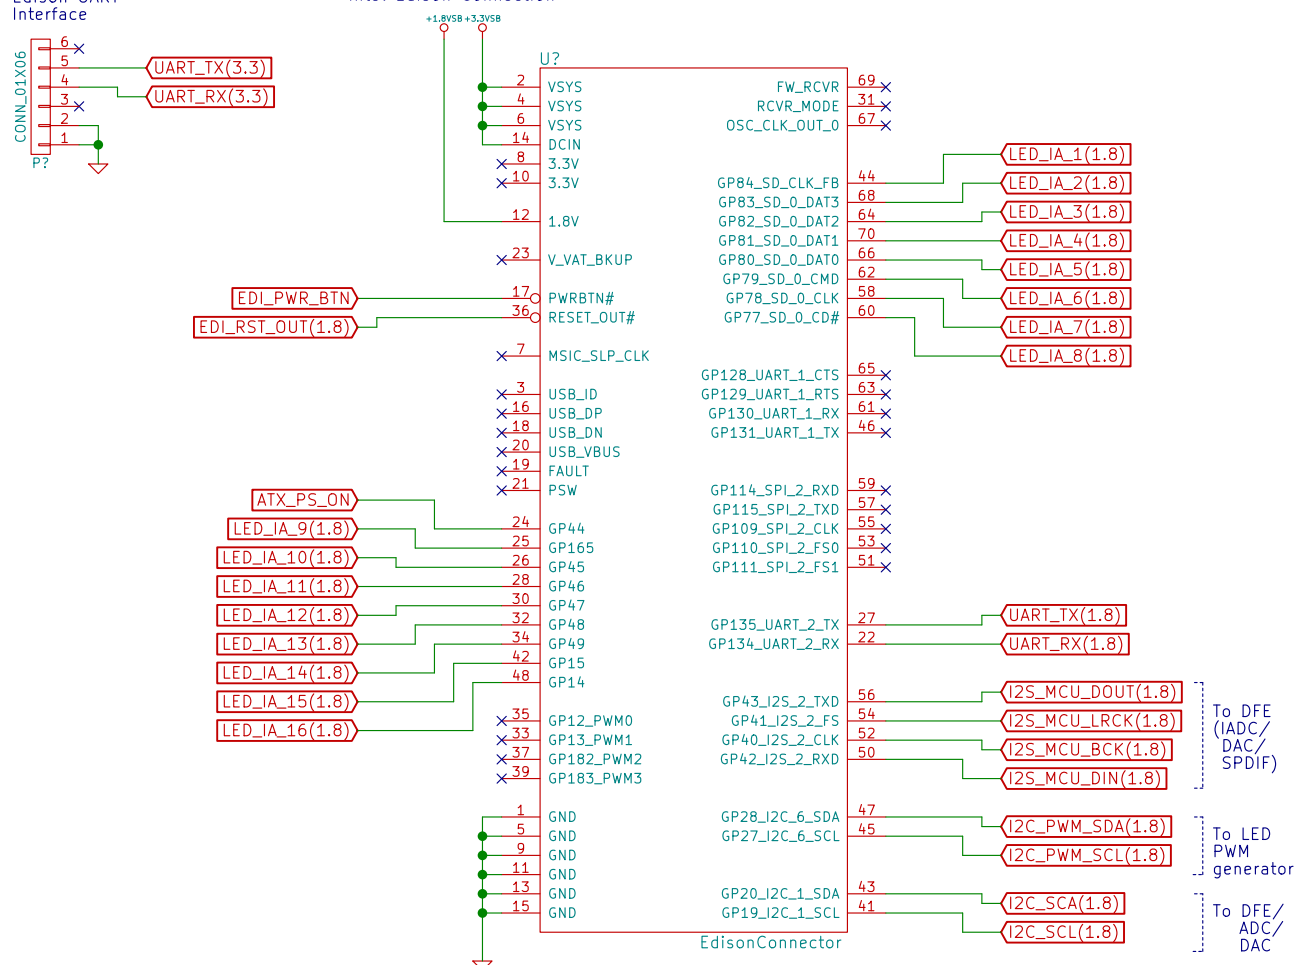 Edison UART
Interface
Intel Edison Connection
+1.8VSB +3.3VSB
CONN_01X06
P?
6
5 UART_TX(3.3)
4 UART_RX(3.3)
3
2
1
U?
2 VSYS
4 VSYS
6 VSYS
14 DCIN
8 3.3V
10 3.3V
12 1.8V
23 V_VAT_BKUP
EDI_PWR_BTN 17 PWRBTN#
EDI_RST_OUT(1.8) 36 RESET_OUT#
7 MSIC_SLP_CLK
3 USB_ID
16 USB_DP
18 USB_DN
20 USB_VBUS
19 FAULT
21 PSW
ATX_PS_ON 24 GP44
LED_IA_9(1.8) 25 GP165
LED_IA_10(1.8) 26 GP45
LED_IA_11(1.8) 28 GP46
LED_IA_12(1.8) 30 GP47
LED_IA_13(1.8) 32 GP48
LED_IA_14(1.8) 34 GP49
LED_IA_15(1.8) 42 GP15
LED_IA_16(1.8) 48 GP14
35 GP12_PWM0
33 GP13_PWM1
37 GP182_PWM2
39 GP183_PWM3
1 GND
5 GND
9 GND
11 GND
13 GND
15 GND
FW_RCVR 69
RCVR_MODE 31
OSC_CLK_OUT_0 67
GP84_SD_CLK_FB 44 LED_IA_1(1.8)
GP83_SD_0_DAT3 68 LED_IA_2(1.8)
GP82_SD_0_DAT2 64 LED_IA_3(1.8)
GP81_SD_0_DAT1 70 LED_IA_4(1.8)
GP80_SD_0_DAT0 66 LED_IA_5(1.8)
GP79_SD_0_CMD 62 LED_IA_6(1.8)
GP78_SD_0_CLK 58 LED_IA_7(1.8)
GP77_SD_0_CD# 60 LED_IA_8(1.8)
GP128_UART_1_CTS 65
GP129_UART_1_RTS 63
GP130_UART_1_RX 61
GP131_UART_1_TX 46
GP114_SPI_2_RXD 59
GP115_SPI_2_TXD 57
GP109_SPI_2_CLK 55
GP110_SPI_2_FS0 53
GP111_SPI_2_FS1 51
GP135_UART_2_TX 27 UART_TX(1.8)
GP134_UART_2_RX 22 UART_RX(1.8)
GP43_I2S_2_TXD 56 I2S_MCU_DOUT(1.8)
GP41_I2S_2_FS 54 I2S_MCU_LRCK(1.8)
GP40_I2S_2_CLK 52 I2S_MCU_BCK(1.8)
GP42_I2S_2_RXD 50 I2S_MCU_DIN(1.8)
To DFE
(IADC/
DAC/
SPDIF)
GP28_I2C_6_SDA 47 I2C_PWM_SDA(1.8)
GP27_I2C_6_SCL 45 I2C_PWM_SCL(1.8)
To LED
PWM
generator
GP20_I2C_1_SDA 43 I2C_SCA(1.8)
GP19_I2C_1_SCL 41 I2C_SCL(1.8)
To DFE/
ADC/
DAC
EdisonConnector